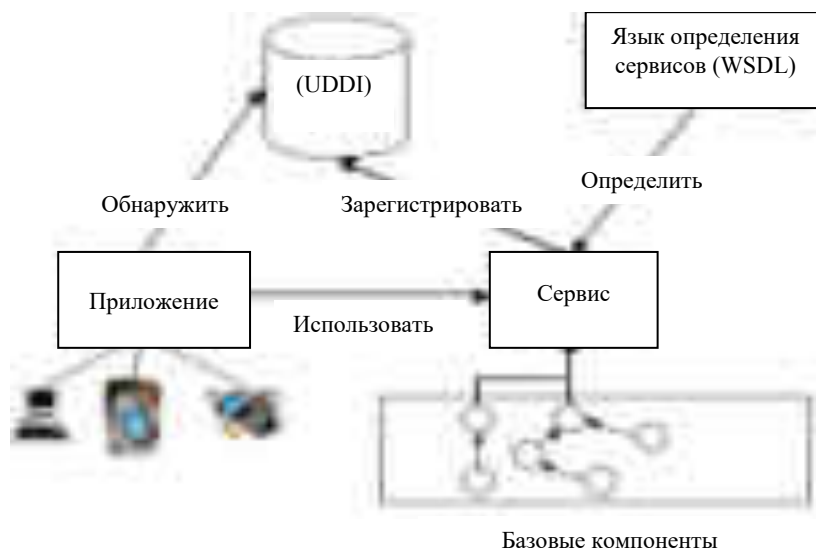 Язык определения
сервисов (WSDL)
(UDDI)
Определить
Обнаружить
Зарегистрировать
Приложение
Сервис
Использовать
Базовые компоненты